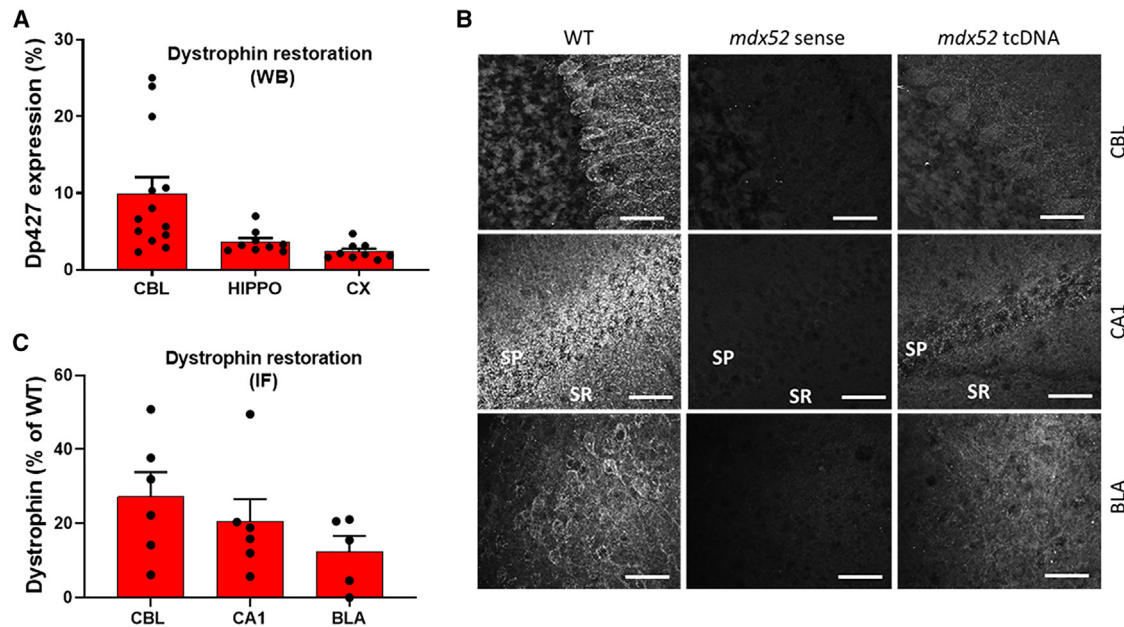 A
Dystrophin restoration
(WB)
Dp427 expression (%)
30
20
10
0
CBL HIPPO CX
B
WT mdx52 sense mdx52 tcDNA
CBL
SP SP SP
SR SR SR
CA1
BLA
C
Dystrophin restoration
(IF)
Dystrophin (% of WT)
60
40
20
0
CBL CA1 BLA